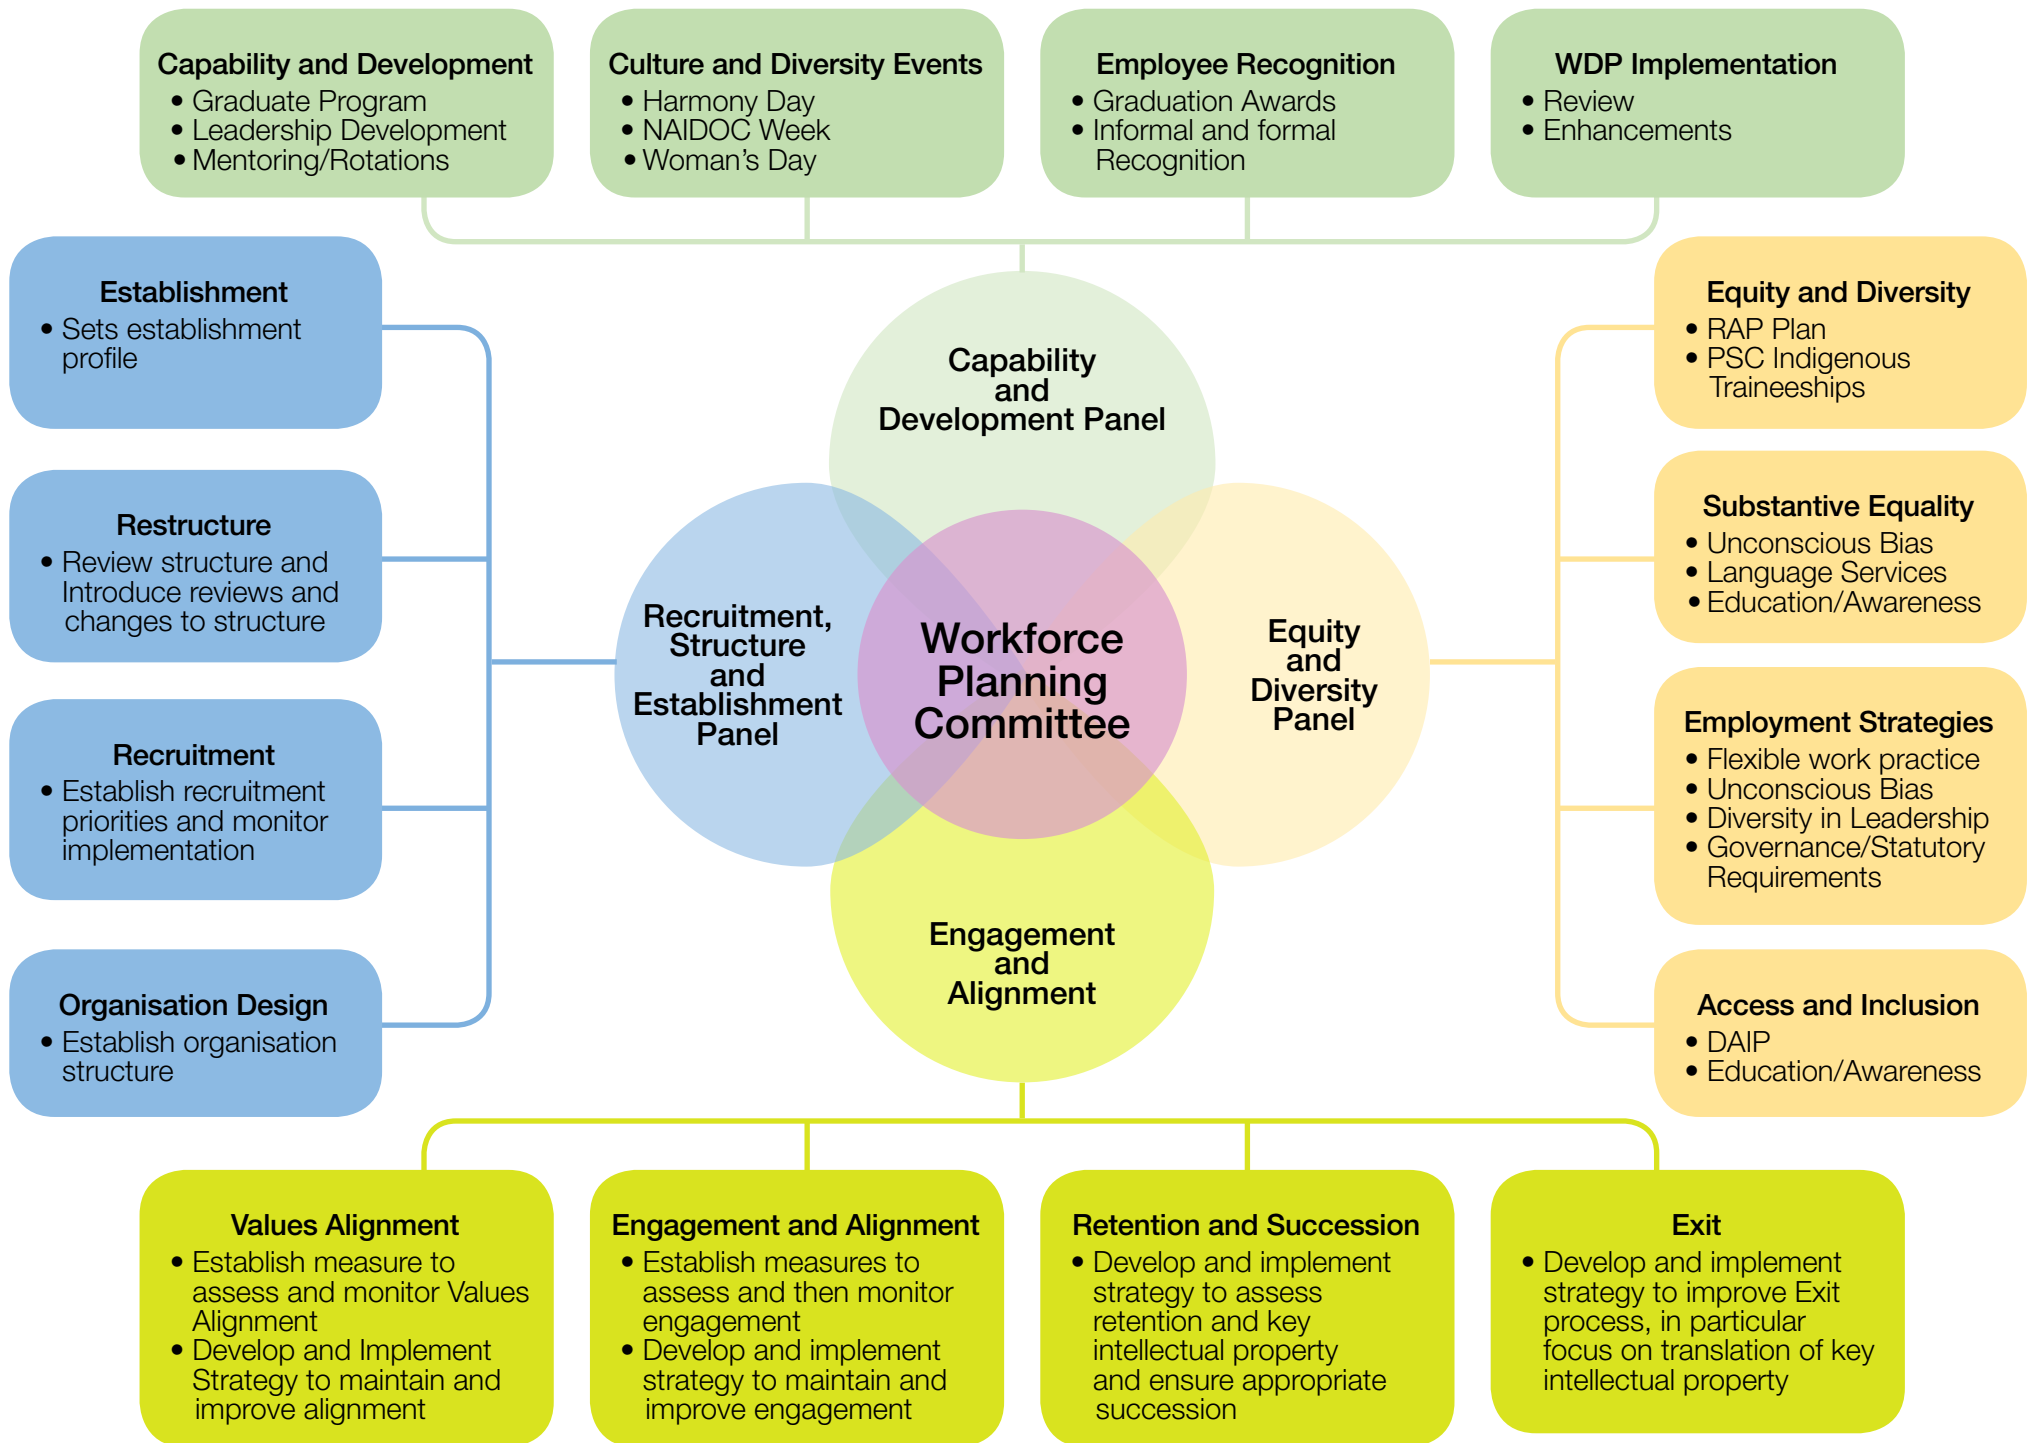 Capability and Development
• Graduate Program
• Leadership Development
• Mentoring/Rotations
Culture and Diversity Events
• Harmony Day
• NAIDOC Week
• Woman's Day
Employee Recognition
• Graduation Awards
• Informal and formal
Recognition
WDP Implementation
• Review
• Enhancements
Establishment
• Sets establishment
profile
Restructure
• Review structure and
Introduce reviews and
changes to structure
Recruitment
• Establish recruitment
priorities and monitor
implementation
Organisation Design
• Establish organisation
structure
Capability
and
Development Panel
Recruitment,
Structure
and
Establishment
Panel
Workforce
Planning
Committee
Equity
and
Diversity
Panel
Engagement
and
Alignment
Equity and Diversity
• RAP Plan
• PSC Indigenous
Traineeships
Substantive Equality
• Unconscious Bias
• Language Services
• Education/Awareness
Employment Strategies
• Flexible work practice
• Unconscious Bias
• Diversity in Leadership
• Governance/Statutory
Requirements
Access and Inclusion
• DAIP
• Education/Awareness
Values Alignment
• Establish measure to
assess and monitor Values
Alignment
• Develop and Implement
Strategy to maintain and
improve alignment
Engagement and Alignment
• Establish measures to
assess and then monitor
engagement
• Develop and implement
strategy to maintain and
improve engagement
Retention and Succession
• Develop and implement
strategy to assess
retention and key
intellectual property
and ensure appropriate
succession
Exit
• Develop and implement
strategy to improve Exit
process, in particular
focus on translation of key
intellectual property